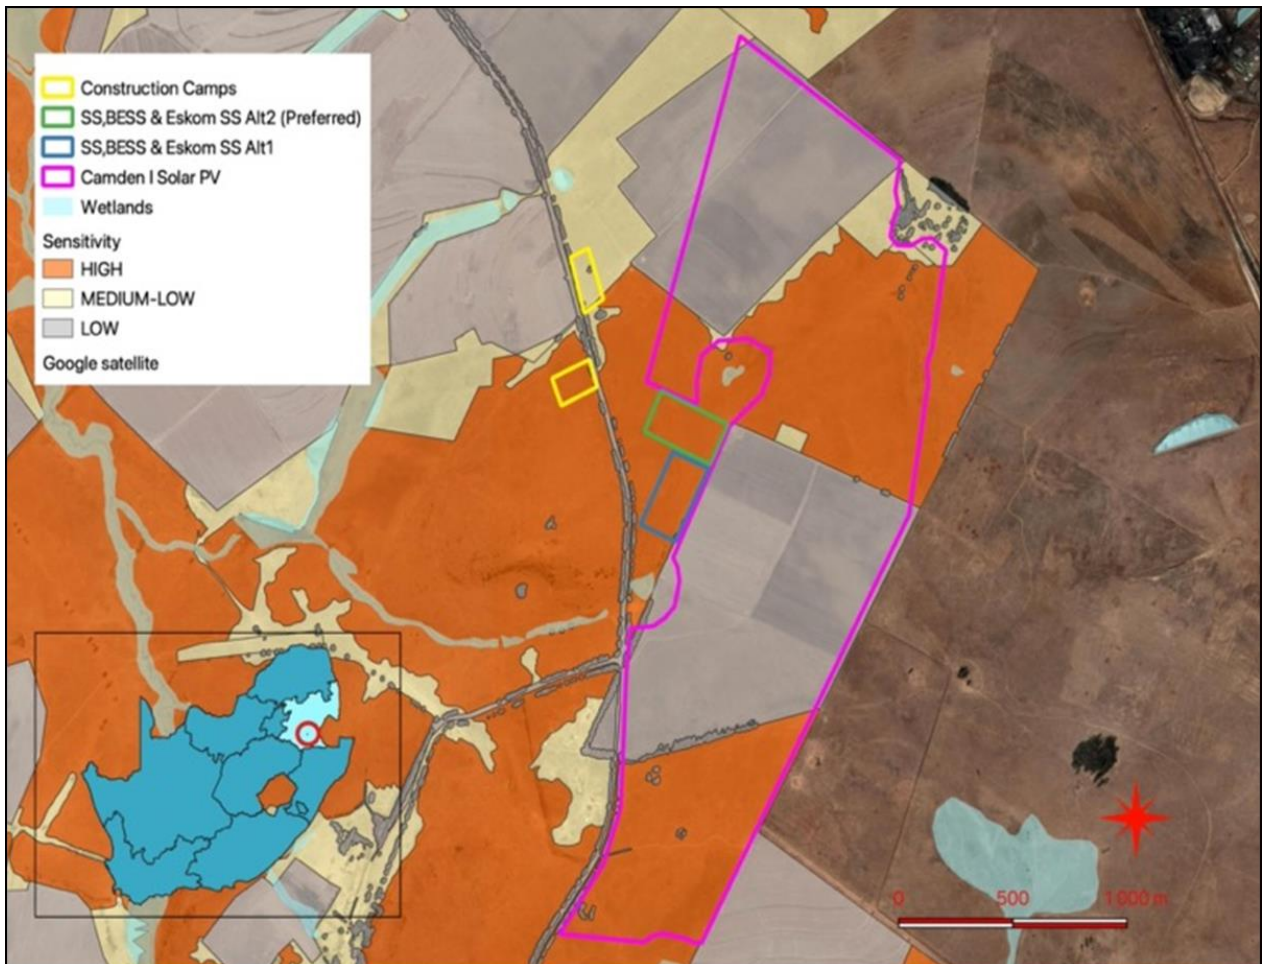 Construction Camps
SS,BESS & Eskom SS Alt2 (Preferred)
SS,BESS & Eskom SS Alt1
Camden I Solar PV
Wetlands
Sensitivity
HIGH
MEDIUM-LOW
LOW
Google satellite
0 500 1000 m